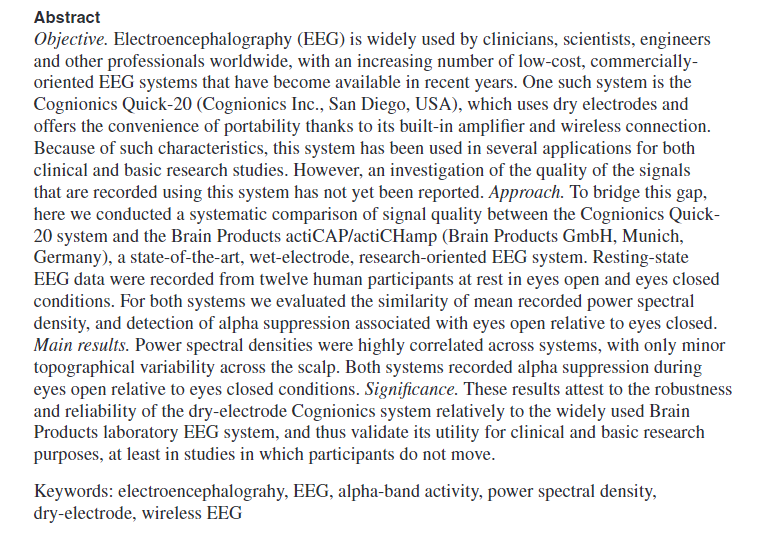 Abstract
Objective. Electroencephalography (EEG) is widely used by clinicians, scientists, engineers
and other professionals worldwide, with an increasing number of low-cost, commercially-
oriented EEG systems that have become available in recent years. One such system is the
Cognionics Quick-20 (Cognionics Inc., San Diego, USA), which uses dry electrodes and
offers the convenience of portability thanks to its built-in amplifier and wireless connection.
Because of such characteristics, this system has been used in several applications for both
clinical and basic research studies. However, an investigation of the quality of the signals
that are recorded using this system has not yet been reported. Approach. To bridge this gap,
here we conducted a systematic comparison of signal quality between the Cognionics Quick-
20 system and the Brain Products actiCAP/actiCHamp (Brain Products GmbH, Munich,
Germany), a state-of-the-art, wet-electrode, research-oriented EEG system. Resting-state
EEG data were recorded from twelve human participants at rest in eyes open and eyes closed
conditions. For both systems we evaluated the similarity of mean recorded power spectral
density, and detection of alpha suppression associated with eyes open relative to eyes closed.
Main results. Power spectral densities were highly correlated across systems, with only minor
topographical variability across the scalp. Both systems recorded alpha suppression during
eyes open relative to eyes closed conditions. Significance. These results attest to the robustness
and reliability of the dry-electrode Cognionics system relatively to the widely used Brain
Products laboratory EEG system, and thus validate its utility for clinical and basic research
purposes, at least in studies in which participants do not move.
Keywords: electroencephalograhy, EEG, alpha-band activity, power spectral density,
dry-electrode, wireless EEG